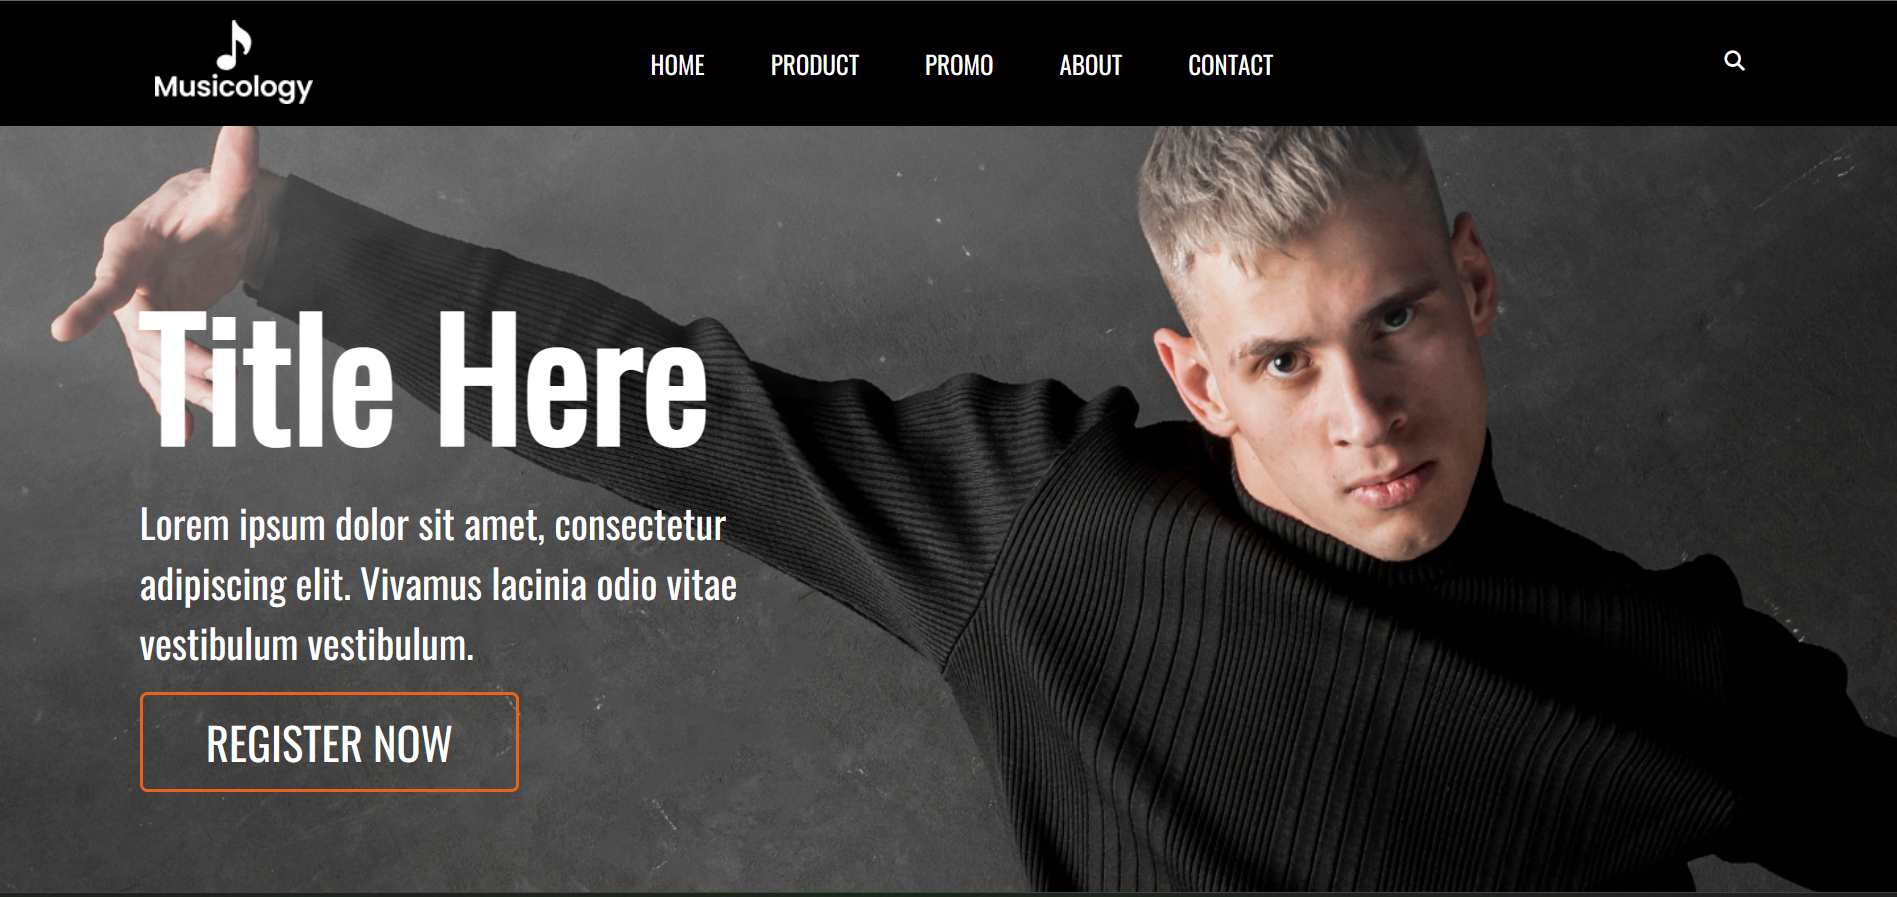 Musicology
HOME PRODUCT PROMO ABOUT CONTACT
Title Here
Lorem ipsum dolor sit amet, consectetur
adipiscing elit. Vivamus lacinia odio vitae
vestibulum vestibulum.
REGISTER NOW